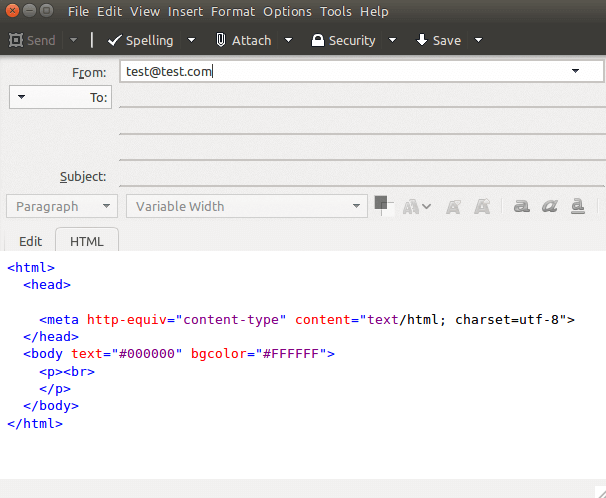 File Edit View Insert Format Options Tools Help
Send Spelling Attach Security Save
From: test@test.com
To:
Subject:
Paragraph Variable Width
Edit HTML
<html>
  <head>

    <meta http-equiv="content-type" content="text/html; charset=utf-8">
  </head>
  <body text="#000000" bgcolor="#FFFFFF">
    <p><br>
    </p>
  </body>
</html>